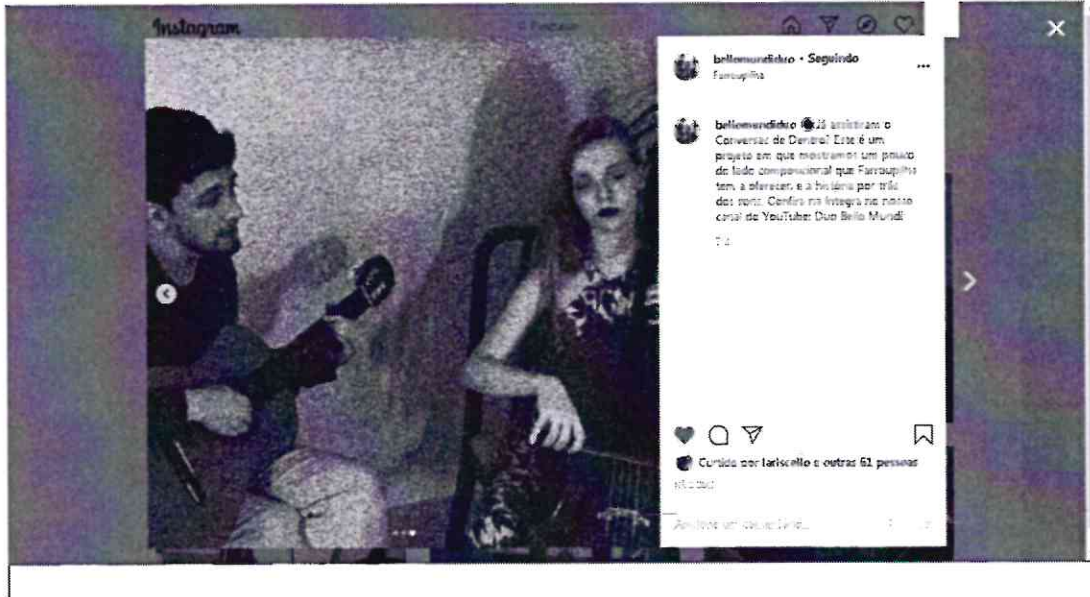 Instagram
bellomundiduo • Seguindo
Farroupilha
bellomundiduo Já assistiram o
Conversas de Dentro? Este é um
projeto em que mostramos um pouco
do lado composicional que Farroupilha
tem a oferecer, e a história por trás
dos sons. Confira na íntegra no nosso
canal do YouTube: Duo Bello Mundi
Curtido por lariscello e outras 61 pessoas